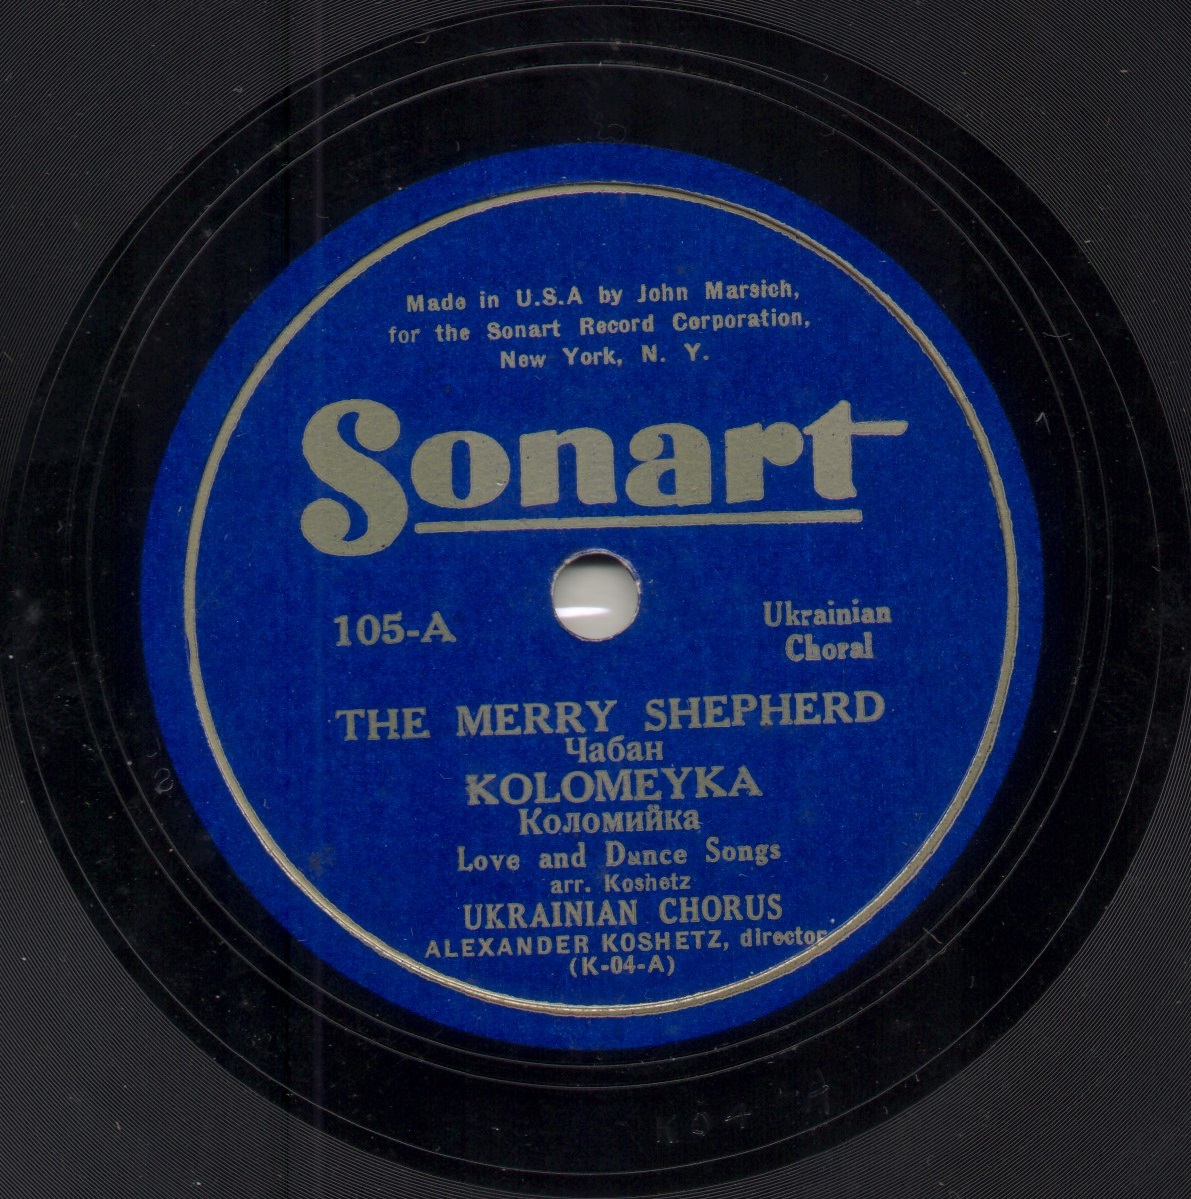 Made in U.S.A by John Marsich,
for the Sonart Record Corporation,
New York, N. Y.
Sonart
105-A
Ukrainian
Choral
THE MERRY SHEPHERD
Чабан
KOLOMEYKA
Коломийка
Love and Dance Songs
arr. Koshetz
UKRAINIAN CHORUS
ALEXANDER KOSHETZ, director
(K-04-A)
K 04 A